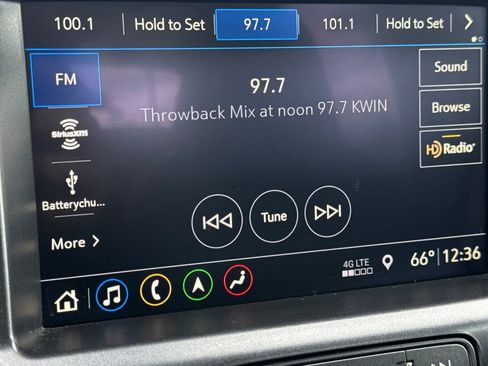 100.1 Hold to Set 97.7 101.1 Hold to Set
FM
97.7
Throwback Mix at noon 97.7 KWIN
Sound
Browse
HD Radio
SiriusXM
Batterychu...
More
Tune
4G LTE
66° 12:36